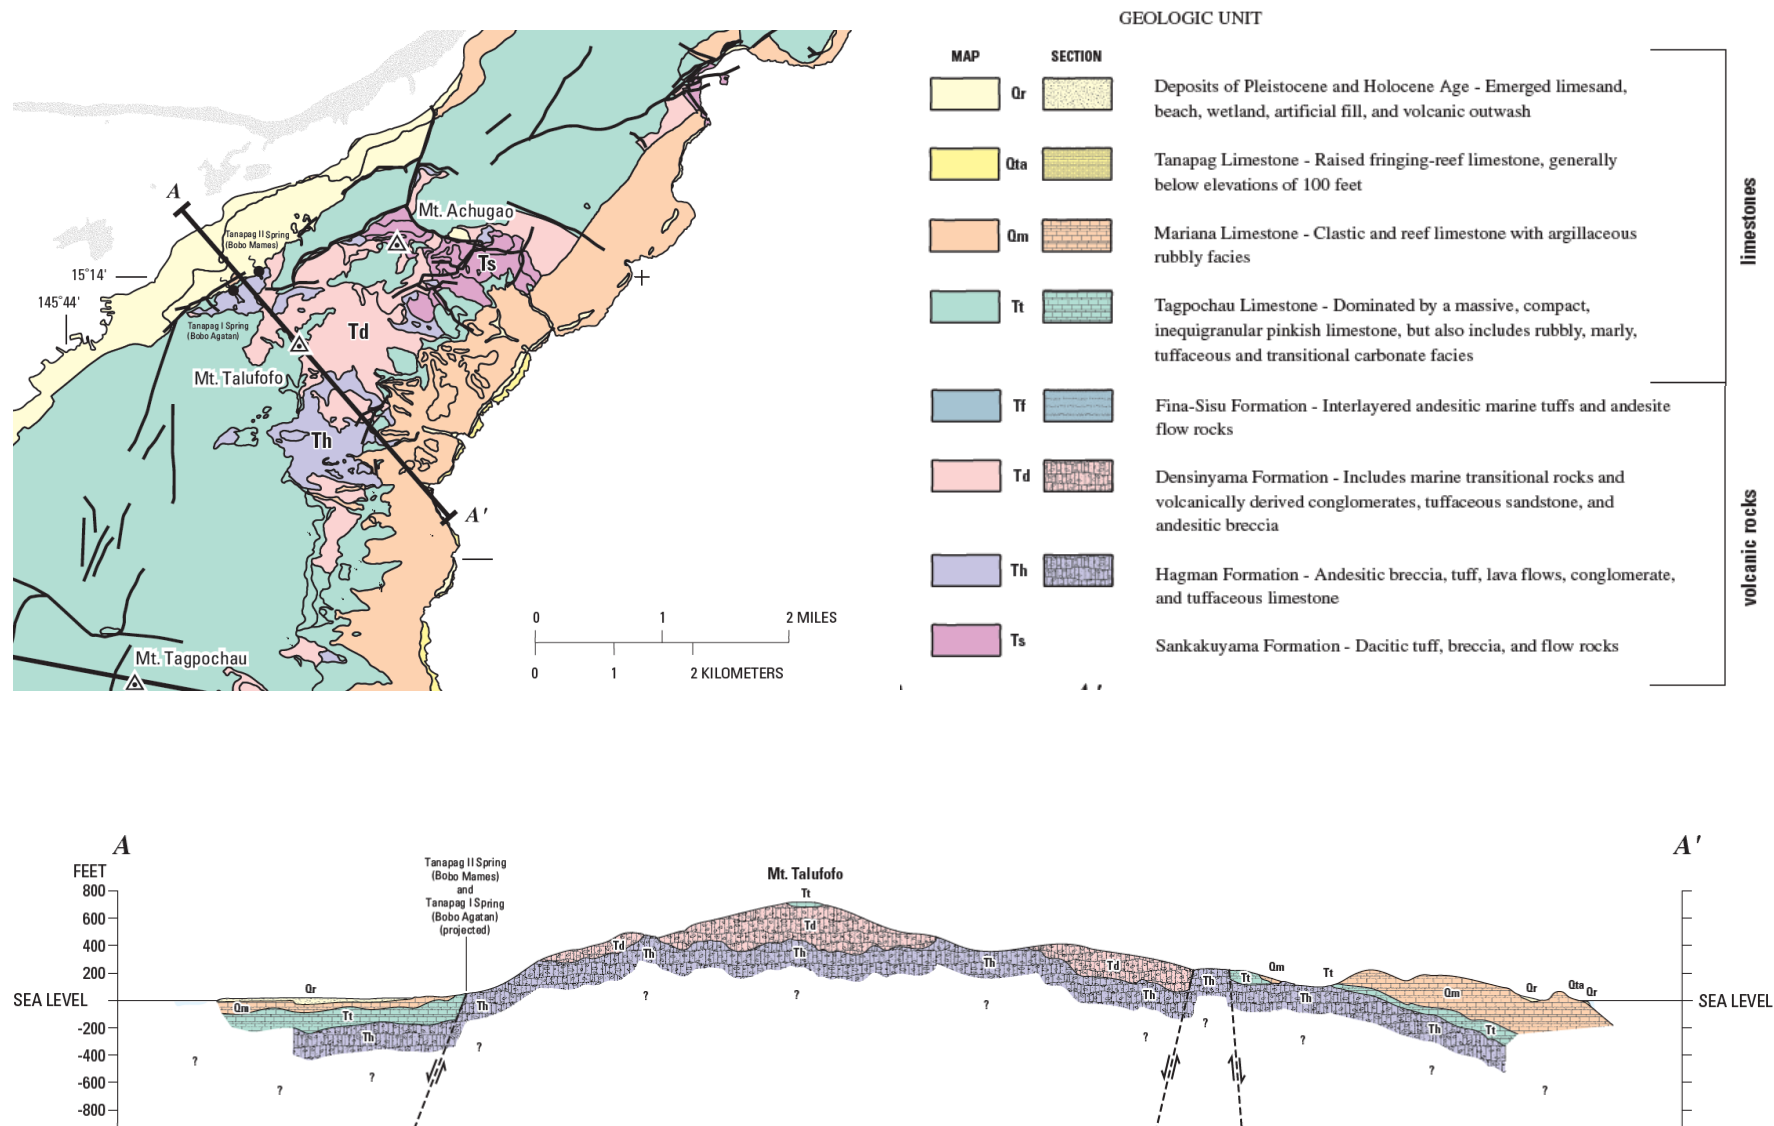 GEOLOGIC UNIT
MAP
SECTION
Qr
Deposits of Pleistocene and Holocene Age - Emerged limesand,
beach, wetland, artificial fill, and volcanic outwash
Qta
Tanapag Limestone - Raised fringing-reef limestone, generally
below elevations of 100 feet
Qm
Mariana Limestone - Clastic and reef limestone with argillaceous
rubbly facies
Tt
Tagpochau Limestone - Dominated by a massive, compact,
inequigranular pinkish limestone, but also includes rubbly, marly,
tuffaceous and transitional carbonate facies
Tf
Fina-Sisu Formation - Interlayered andesitic marine tuffs and andesite
flow rocks
Td
Densinyama Formation - Includes marine transitional rocks and
volcanically derived conglomerates, tuffaceous sandstone, and
andesitic breccia
Th
Hagman Formation - Andesitic breccia, tuff, lava flows, conglomerate,
and tuffaceous limestone
Ts
Sankakuyama Formation - Dacitic tuff, breccia, and flow rocks
limestones
volcanic rocks
A
Mt. Achugao
Tanapag II Spring
(Bobo Mames)
Ts
15°14'
145°44'
Tanapag I Spring
(Bobo Agatan)
Td
Mt. Talufofo
Th
A'
Mt. Tagpochau
0 1 2 MILES
0 1 2 KILOMETERS
A
A'
FEET
800
600
400
200
SEA LEVEL
-200
-400
-600
-800
Tanapag II Spring
(Bobo Mames)
and
Tanapag I Spring
(Bobo Agatan)
(projected)
Mt. Talufofo
Tt
Td
Td
Th
Th
Th
Td
Th
Th
Tt
Qm
Tt
Th
Qm
Qr
Qta
Qr
SEA LEVEL
Qr
Qm
Tt
Th
Th
Th
Tt
?
?
?
?
?
?
?
?
?
?
?
?